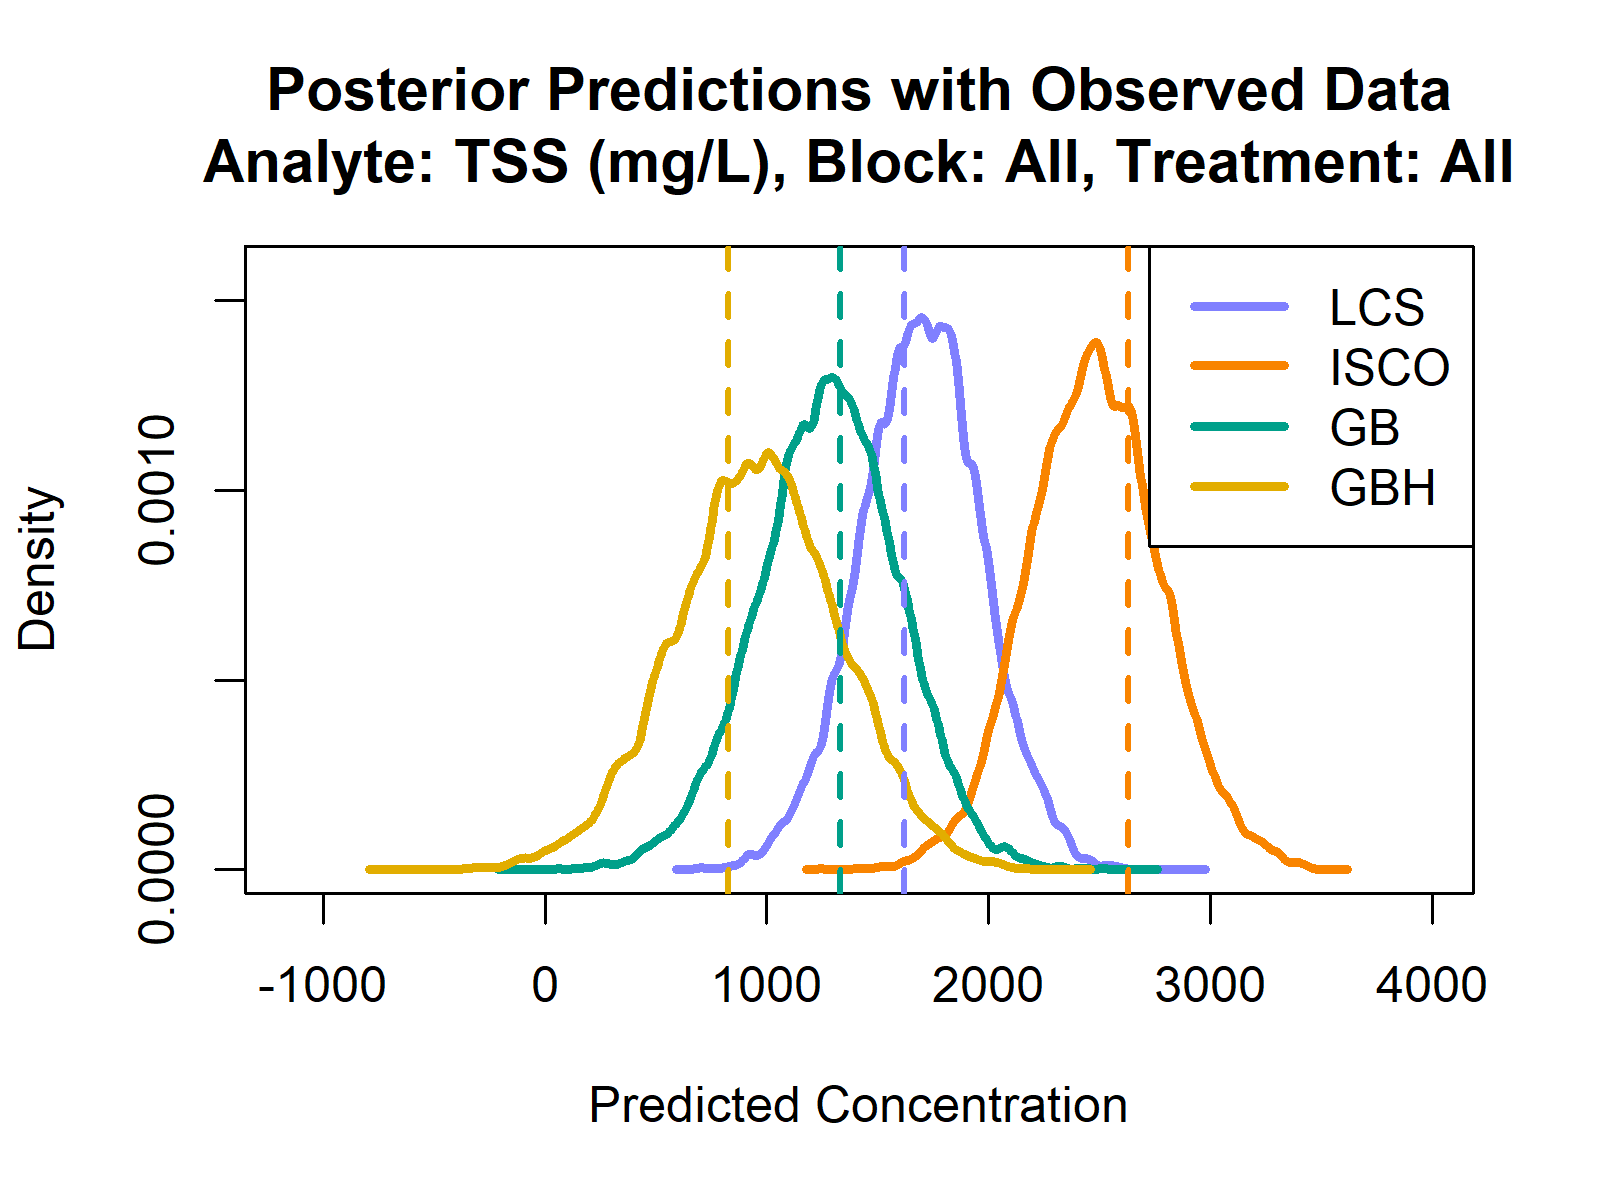 Posterior Predictions with Observed Data
Analyte: TSS (mg/L), Block: All, Treatment: All
LCS
ISCO
GB
GBH
Density
0.0010
0.0000
-1000 0 1000 2000 3000 4000
Predicted Concentration